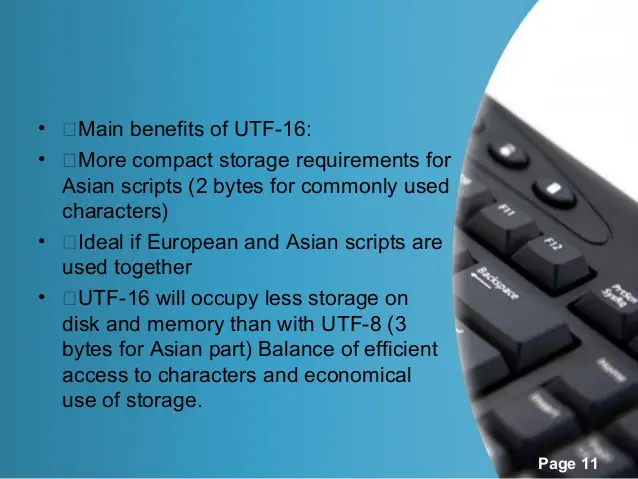 • □Main benefits of UTF-16:
• □More compact storage requirements for
Asian scripts (2 bytes for commonly used
characters)
• □Ideal if European and Asian scripts are
used together
• □UTF-16 will occupy less storage on
disk and memory than with UTF-8 (3
bytes for Asian part) Balance of efficient
access to characters and economical
use of storage.
F11
F12
Backspace
PrtScn
SysRq
Home
Insert
Page 11